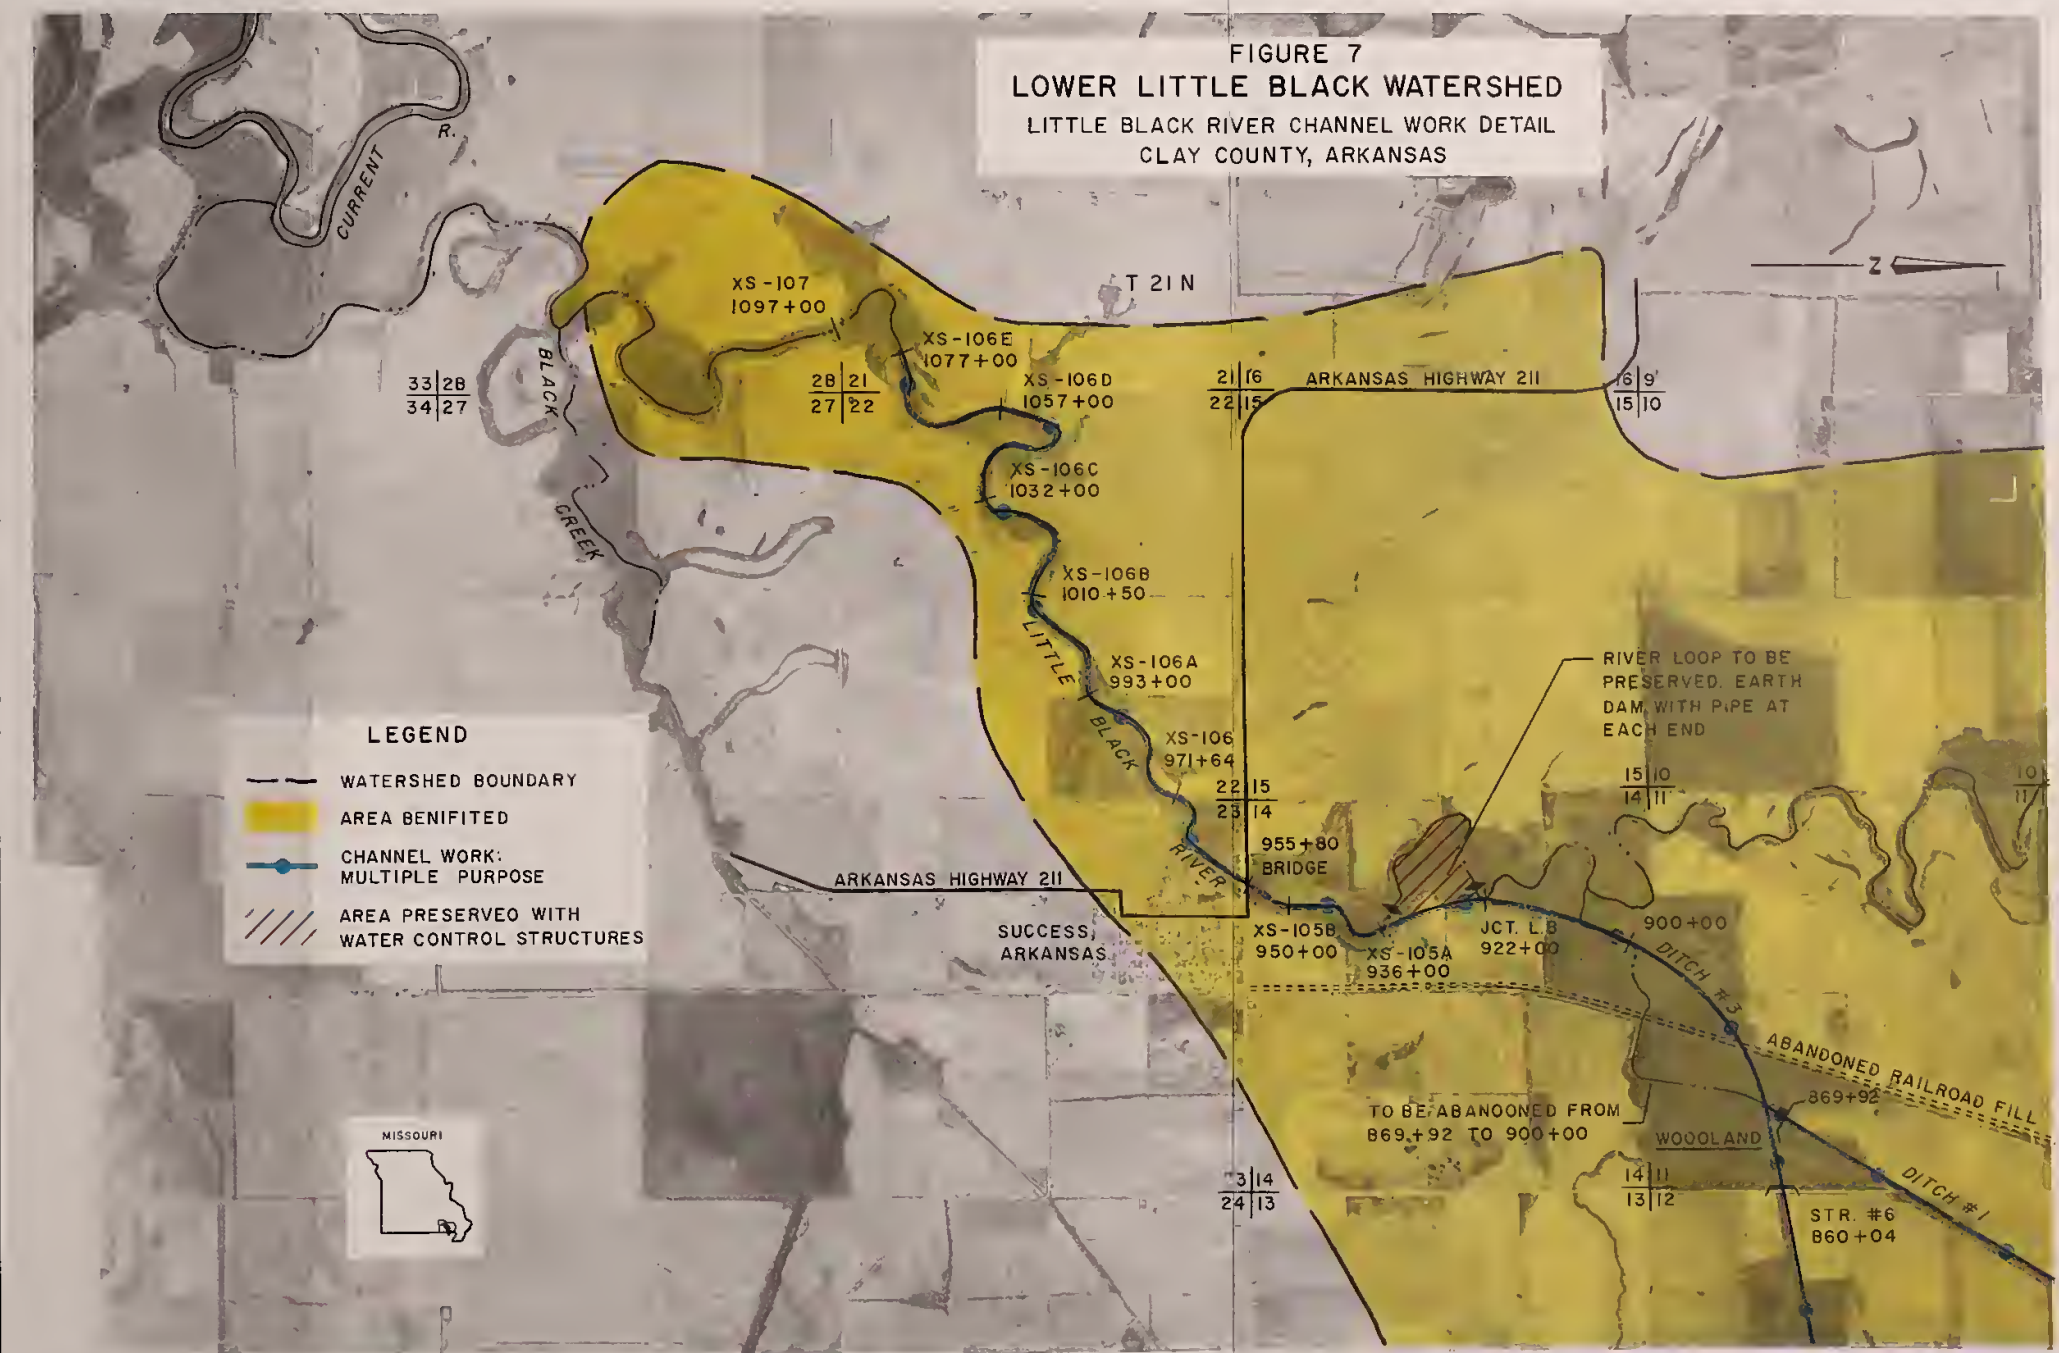 FIGURE 7
LOWER LITTLE BLACK WATERSHED
LITTLE BLACK RIVER CHANNEL WORK DETAIL
CLAY COUNTY, ARKANSAS
CURRENT
R.
T 21 N
Z
XS-107
1097+00
XS-106E
1077+00
XS-106D
1057+00
33|28
34|27
28|21
27|22
21|16
22|15
ARKANSAS HIGHWAY 211
16|9
15|10
BLACK
CREEK
XS-106C
1032+00
XS-106B
1010+50
LITTLE
BLACK
RIVER
XS-106A
993+00
XS-106
971+64
22|15
23|14
RIVER LOOP TO BE
PRESERVED. EARTH
DAM WITH PIPE AT
EACH END
15|10
14|11
10
11
955+80
BRIDGE
LEGEND
WATERSHED BOUNDARY
AREA BENIFITED
CHANNEL WORK:
MULTIPLE PURPOSE
AREA PRESERVED WITH
WATER CONTROL STRUCTURES
ARKANSAS HIGHWAY 211
SUCCESS,
ARKANSAS
XS-105B
950+00
XS-105A
936+00
JCT. L.B
922+00
900+00
DITCH #3
ABANDONED RAILROAD FILL
869+92
TO BE ABANDONED FROM
869+92 TO 900+00
WOODLAND
DITCH #1
14|11
13|12
STR. #6
860+04
23|14
24|13
MISSOURI